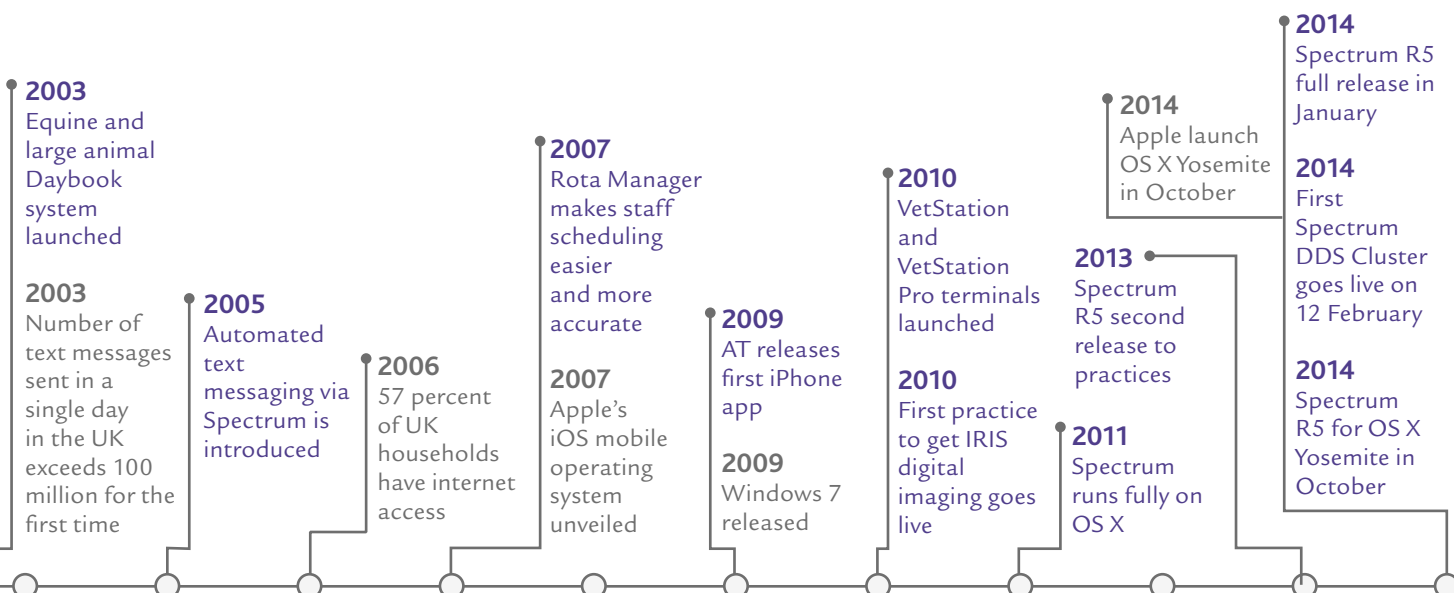 2003
Equine and
large animal
Daybook
system
launched
2003
Number of
text messages
sent in a
single day
in the UK
exceeds 100
million for the
first time
2005
Automated
text
messaging via
Spectrum is
introduced
2006
57 percent
of UK
households
have internet
access
2007
Rota Manager
makes staff
scheduling
easier
and more
accurate
2007
Apple's
iOS mobile
operating
system
unveiled
2009
AT releases
first iPhone
app
2009
Windows 7
released
2010
VetStation
and
VetStation
Pro terminals
launched
2010
First practice
to get IRIS
digital
imaging goes
live
2011
Spectrum
runs fully on
OS X
2013
Spectrum
R5 second
release to
practices
2014
Apple launch
OS X Yosemite
in October
2014
Spectrum R5
full release in
January
2014
First
Spectrum
DDS Cluster
goes live on
12 February
2014
Spectrum
R5 for OS X
Yosemite in
October